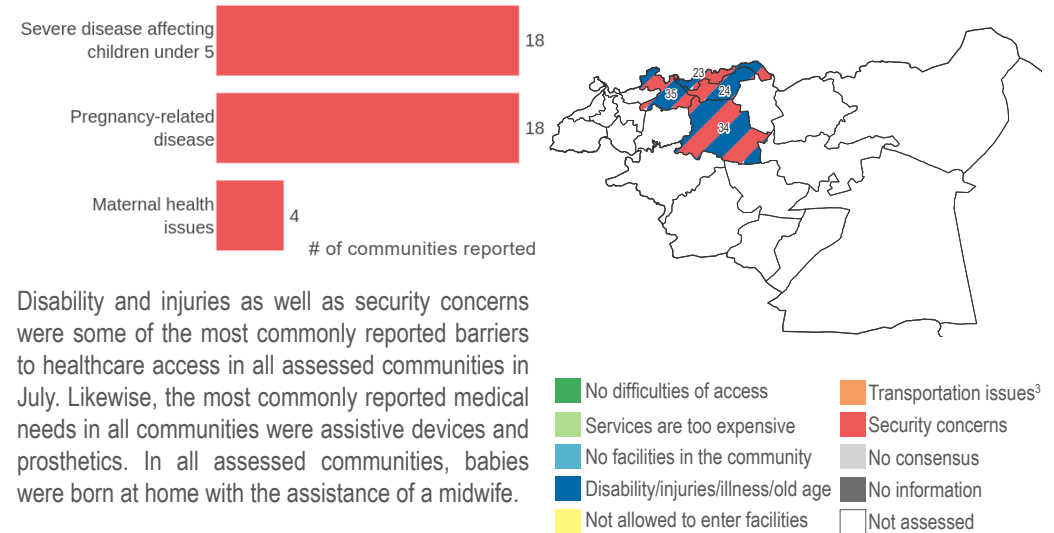 Severe disease affecting
children under 5
18
Pregnancy-related
disease
18
Maternal health
issues
4
# of communities reported
23
35
24
34
Disability and injuries as well as security concerns
were some of the most commonly reported barriers
to healthcare access in all assessed communities in
July. Likewise, the most commonly reported medical
needs in all communities were assistive devices and
prosthetics. In all assessed communities, babies
were born at home with the assistance of a midwife.
No difficulties of access
Services are too expensive
No facilities in the community
Disability/injuries/illness/old age
Not allowed to enter facilities
Transportation issues³
Security concerns
No consensus
No information
Not assessed